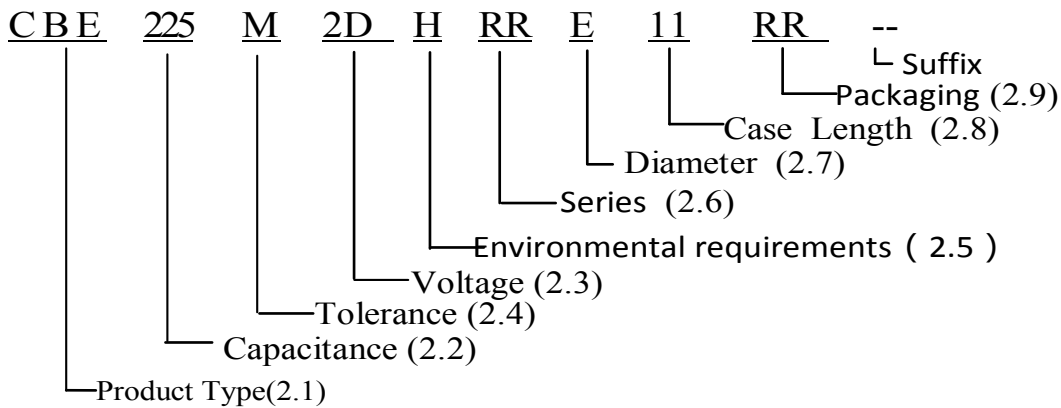 C B E 225 M 2D H RR E 11 RR --
Suffix
Packaging (2.9)
Case Length (2.8)
Diameter (2.7)
Series (2.6)
Environmental requirements ( 2.5 )
Voltage (2.3)
Tolerance (2.4)
Capacitance (2.2)
Product Type(2.1)